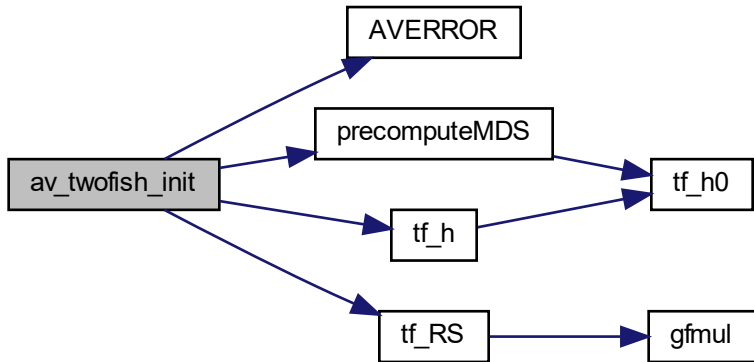 AVERROR
precomputeMDS
av_twofish_init
tf_h0
tf_h
tf_RS
gfmul